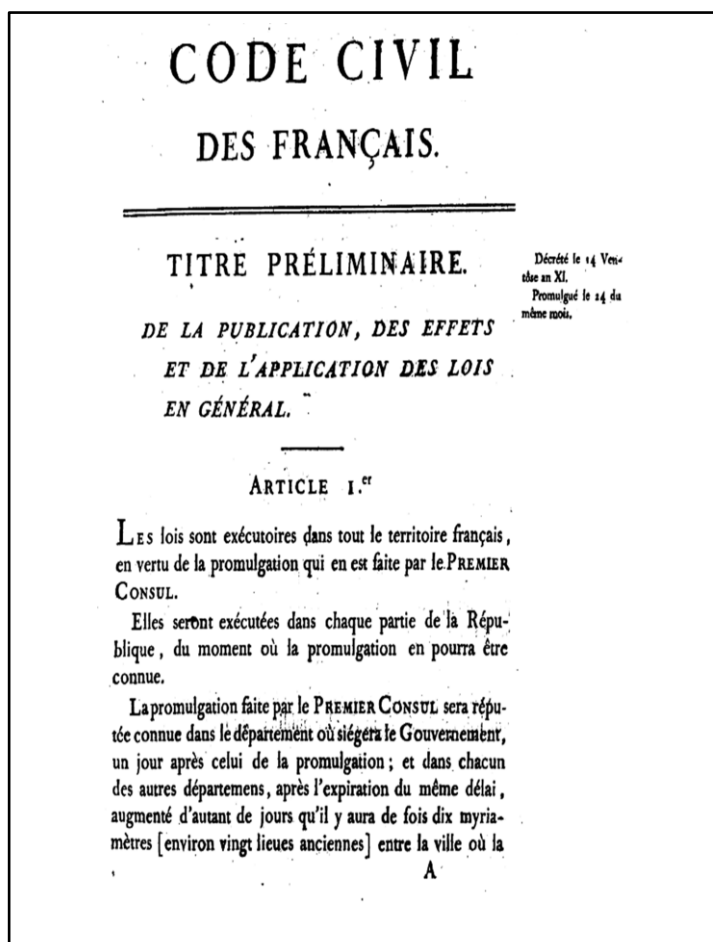 CODE CIVIL
DES FRANÇAIS.
TITRE PRÉLIMINAIRE.
Décrété le 14 Ven-
tôse an XI.
Promulgué le 24 du
même mois.
DE LA PUBLICATION, DES EFFETS
ET DE L'APPLICATION DES LOIS
EN GÉNÉRAL.
ARTICLE 1.er
LES lois sont exécutoires dans tout le territoire français,
en vertu de la promulgation qui en est faite par le PREMIER
CONSUL.
Elles seront exécutées dans chaque partie de la Répu-
blique, du moment où la promulgation en pourra être
connue.
La promulgation faite par le PREMIER CONSUL sera répu-
tée connue dans le département où siégera le Gouvernement,
un jour après celui de la promulgation ; et dans chacun
des autres départemens, après l'expiration du même délai,
augmenté d'autant de jours qu'il y aura de fois dix myria-
mètres [environ vingt lieues anciennes] entre la ville où la
A